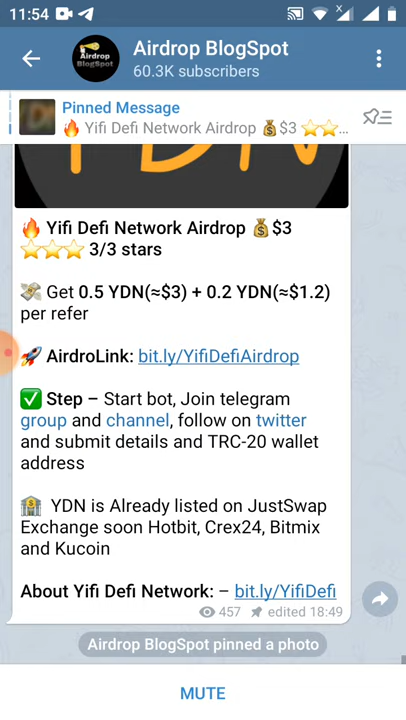 11:54
Airdrop BlogSpot
60.3K subscribers
Airdrop
BlogSpot
Pinned Message
🔥 Yifi Defi Network Airdrop 💰$3 ⭐⭐...
YDN
🔥 Yifi Defi Network Airdrop 💰$3
⭐⭐⭐ 3/3 stars
💸 Get 0.5 YDN(≈$3) + 0.2 YDN(≈$1.2)
per refer
🚀 AirdroLink: bit.ly/YifiDefiAirdrop
✅ Step – Start bot, Join telegram
group and channel, follow on twitter
and submit details and TRC-20 wallet
address
🏦 YDN is Already listed on JustSwap
Exchange soon Hotbit, Crex24, Bitmix
and Kucoin
About Yifi Defi Network: – bit.ly/YifiDefi
457 edited 18:49
Airdrop BlogSpot pinned a photo
MUTE